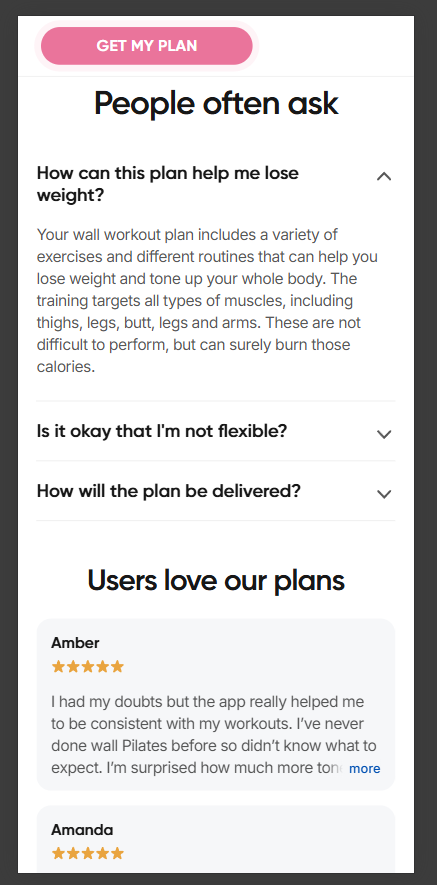 GET MY PLAN
People often ask
How can this plan help me lose
weight?
Your wall workout plan includes a variety of
exercises and different routines that can help you
lose weight and tone up your whole body. The
training targets all types of muscles, including
thighs, legs, butt, legs and arms. These are not
difficult to perform, but can surely burn those
calories.
Is it okay that I'm not flexible?
How will the plan be delivered?
Users love our plans
Amber
I had my doubts but the app really helped me
to be consistent with my workouts. I've never
done wall Pilates before so didn't know what to
expect. I'm surprised how much more more
Amanda